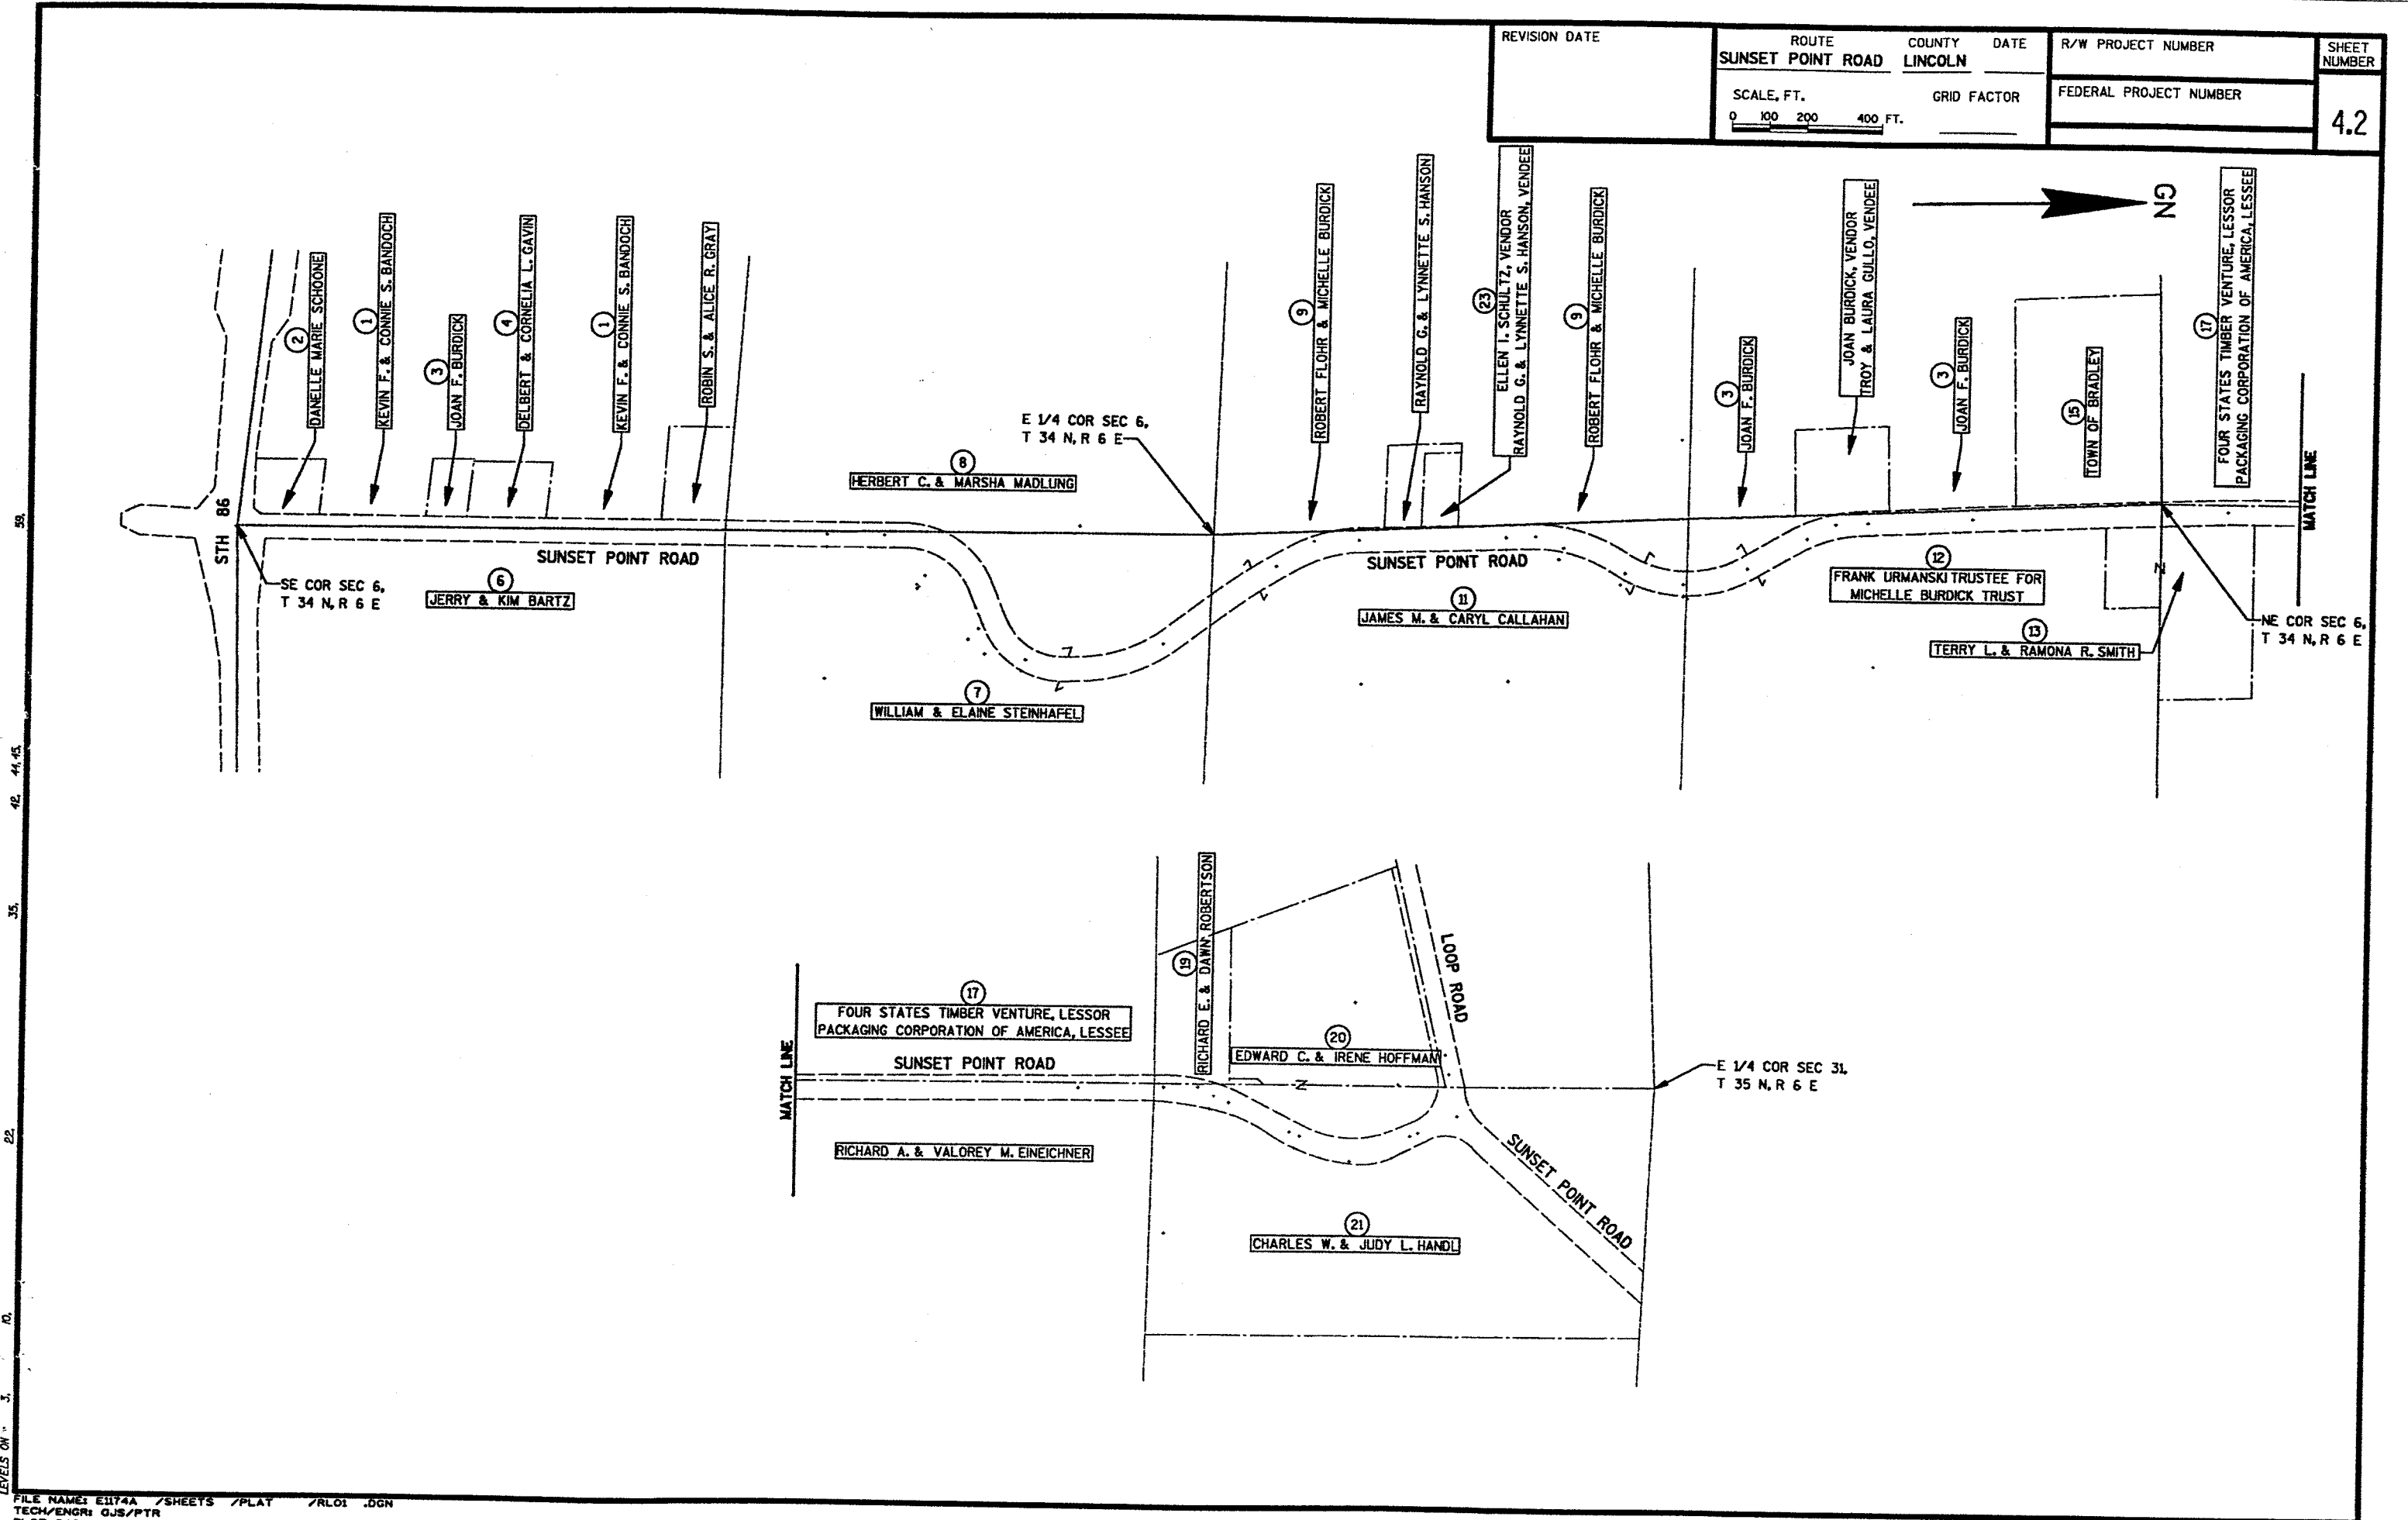 REVISION DATE
ROUTE
SUNSET POINT ROAD
COUNTY
LINCOLN
DATE
SCALE, FT.
0 100 200 400 FT.
GRID FACTOR
R/W PROJECT NUMBER
FEDERAL PROJECT NUMBER
SHEET
NUMBER
4.2
GN
2
DANELLE MARIE SCHOONE
1
KEVIN F. & CONNIE S. BANDOCH
3
JOAN F. BURDICK
4
DELBERT & CORNELIA L. GAVIN
1
KEVIN F. & CONNIE S. BANDOCH
ROBIN S. & ALICE R. GRAY
8
HERBERT C. & MARSHA MADLUNG
E 1/4 COR SEC 6,
T 34 N, R 6 E
9
ROBERT FLOHR & MICHELLE BURDICK
RAYNOLD G. & LYNNETTE S. HANSON
23
ELLEN I. SCHULTZ, VENDOR
RAYNOLD G. & LYNNETTE S. HANSON, VENDEE
9
ROBERT FLOHR & MICHELLE BURDICK
3
JOAN F. BURDICK
JOAN BURDICK, VENDOR
TROY & LAURA GULLO, VENDEE
3
JOAN F. BURDICK
15
TOWN OF BRADLEY
17
FOUR STATES TIMBER VENTURE, LESSOR
PACKAGING CORPORATION OF AMERICA, LESSEE
MATCH LINE
STH 86
SE COR SEC 6,
T 34 N, R 6 E
SUNSET POINT ROAD
6
JERRY & KIM BARTZ
7
WILLIAM & ELAINE STEINHAFEL
SUNSET POINT ROAD
11
JAMES M. & CARYL CALLAHAN
12
FRANK URMANSKI TRUSTEE FOR
MICHELLE BURDICK TRUST
13
TERRY L. & RAMONA R. SMITH
NE COR SEC 6,
T 34 N, R 6 E
MATCH LINE
17
FOUR STATES TIMBER VENTURE, LESSOR
PACKAGING CORPORATION OF AMERICA, LESSEE
SUNSET POINT ROAD
RICHARD A. & VALOREY M. EINEICHNER
19
RICHARD E. & DAWN ROBERTSON
20
EDWARD C. & IRENE HOFFMAN
LOOP ROAD
E 1/4 COR SEC 31,
T 35 N, R 6 E
SUNSET POINT ROAD
21
CHARLES W. & JUDY L. HANDL
LEVELS ON = 3, 10, 22, 35, 42, 44, 45, 59,
FILE NAME: E1174A /SHEETS /PLAT /RL01 .DGN
TECH/ENGR: GJS/PTR